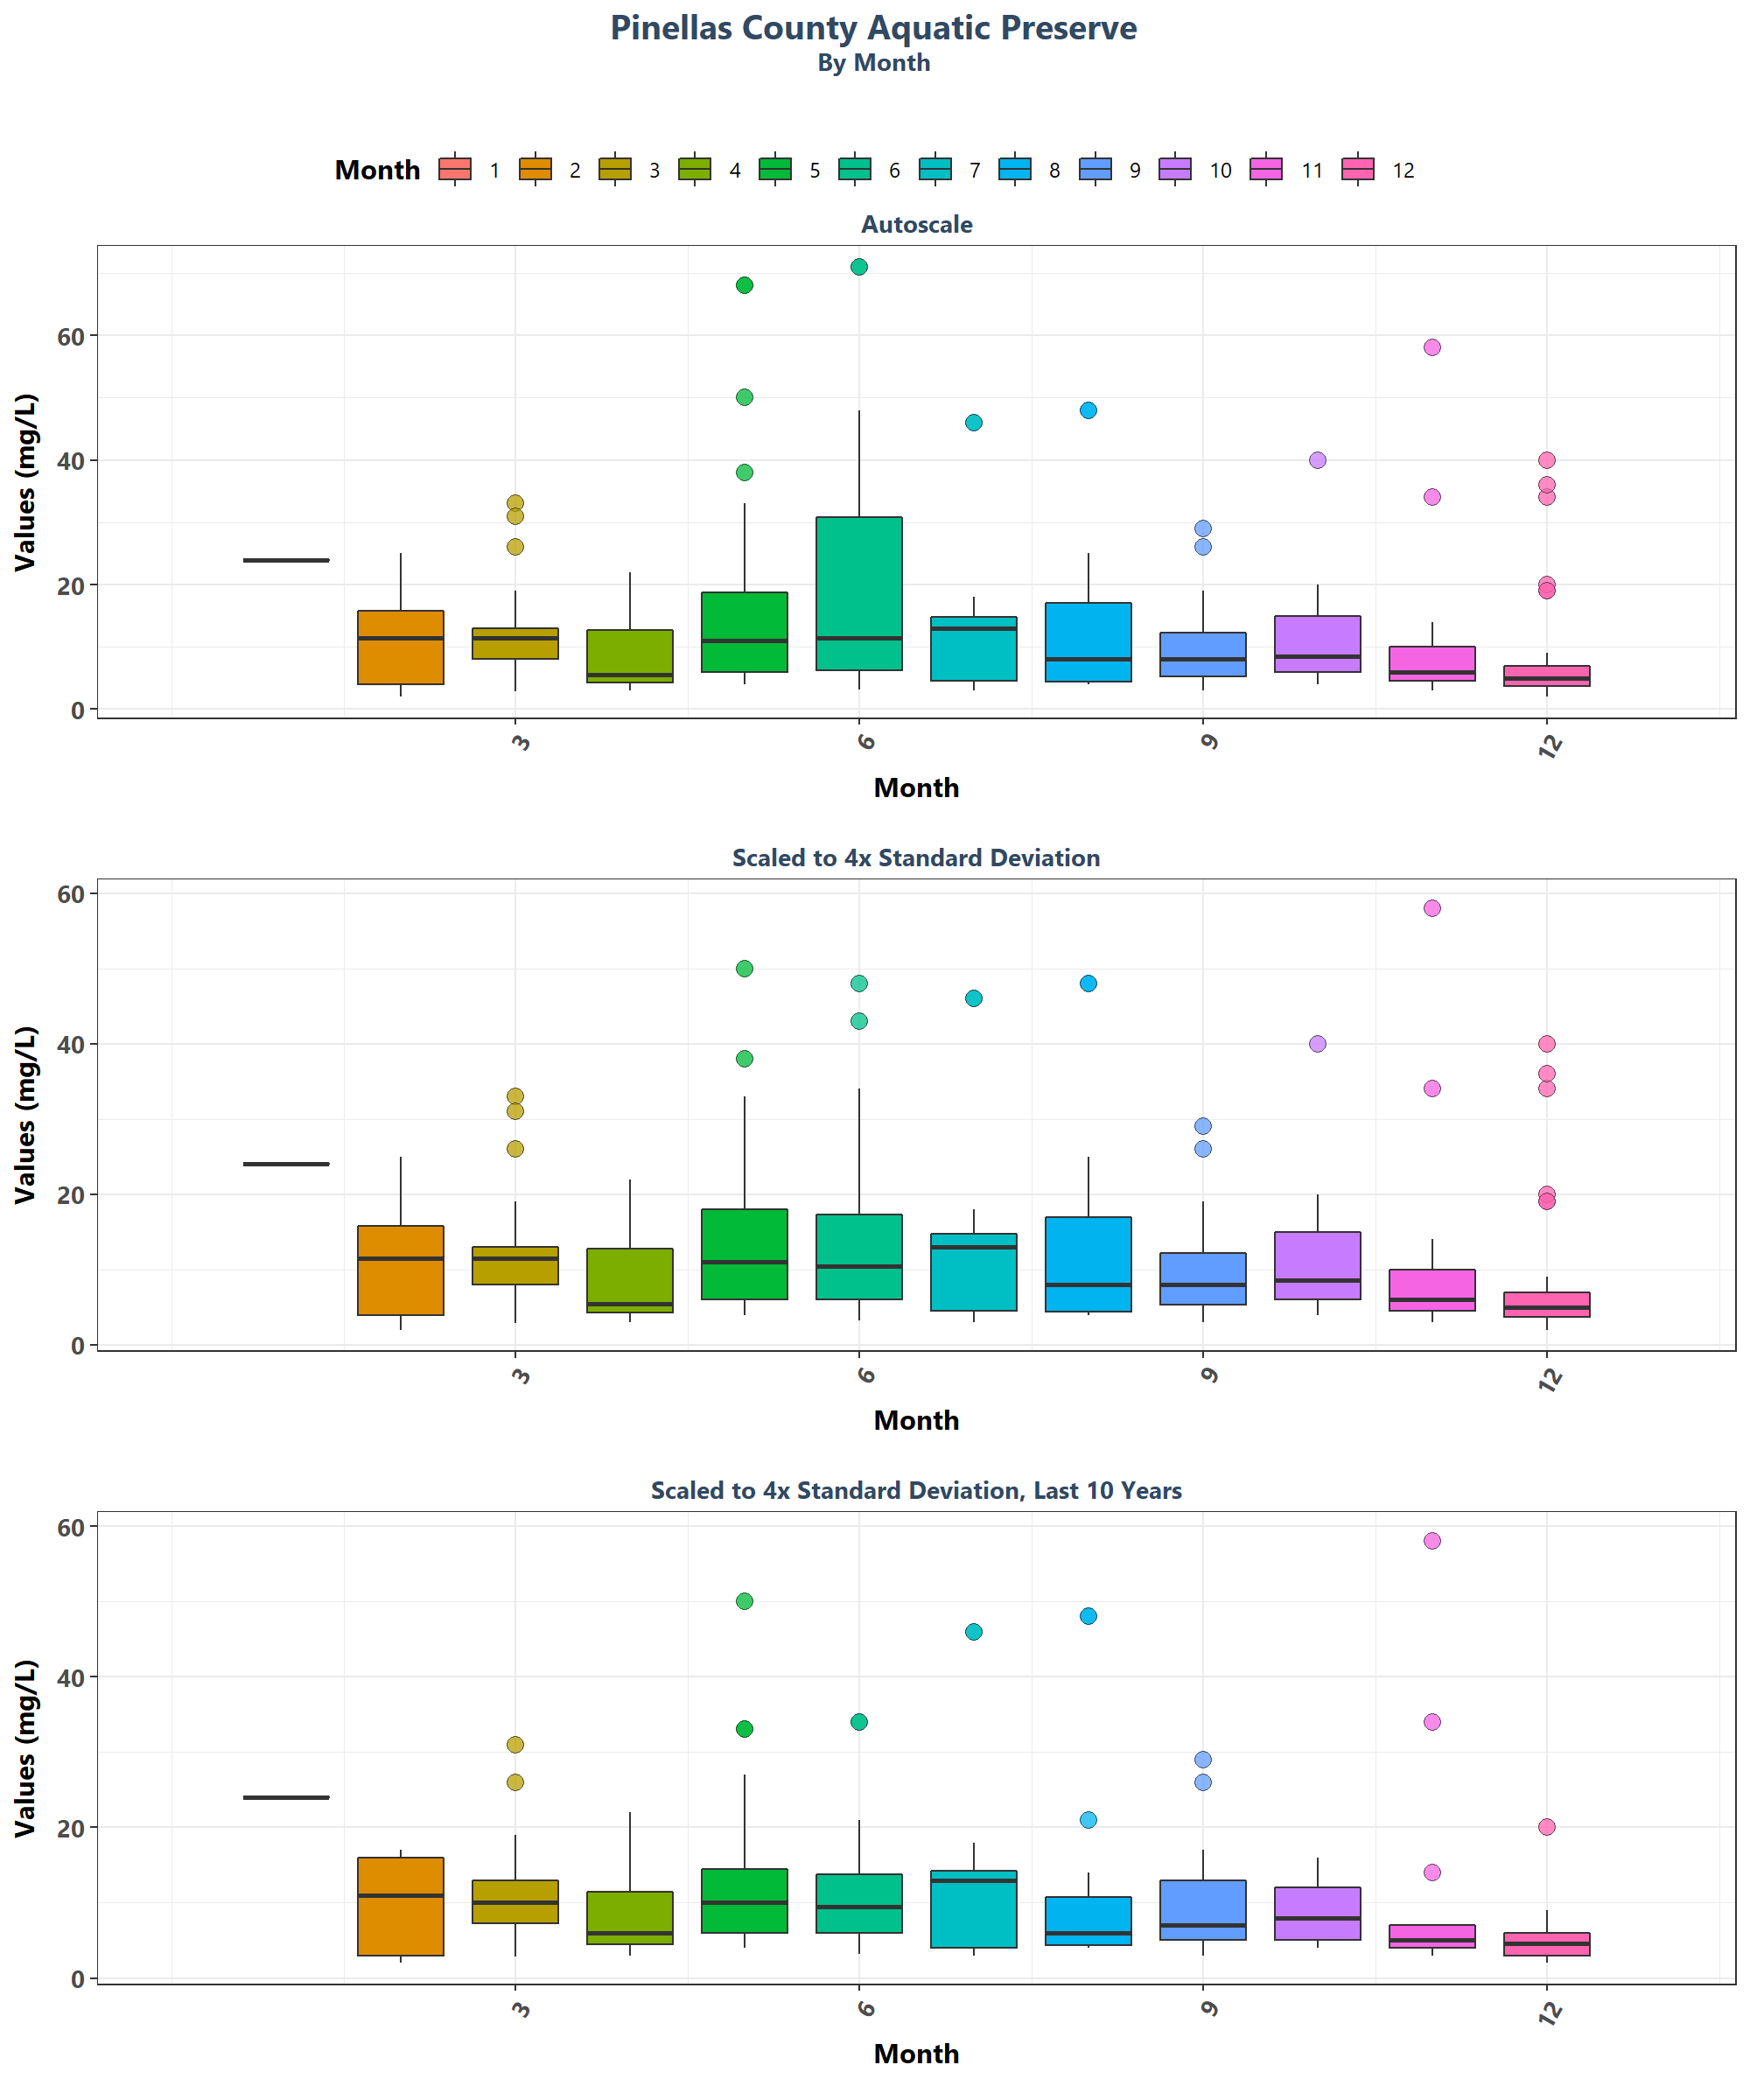 Pinellas County Aquatic Preserve
By Month
Month 1 2 3 4 5 6 7 8 9 10 11 12
Autoscale
Values (mg/L)
60
40
20
0
3 6 9 12
Month
Scaled to 4x Standard Deviation
Values (mg/L)
60
40
20
0
3 6 9 12
Month
Scaled to 4x Standard Deviation, Last 10 Years
Values (mg/L)
60
40
20
0
3 6 9 12
Month